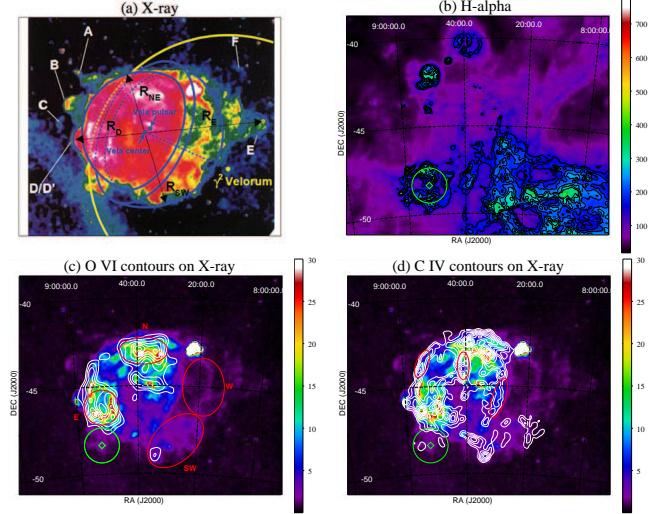 (a) X-ray
A
B
C
D/D'
F
E
R_NE
Vela pulsar
R_D
R_E
Vela center
R_SW
γ² Velorum
(b) H-alpha
9:00:00.0
40:00.0
20:00.0
8:00:00.0
-40
-45
-50
DEC (J2000)
RA (J2000)
700
600
500
400
300
200
100
(c) O VI contours on X-ray
9:00:00.0
40:00.0
20:00.0
8:00:00.0
-40
-45
-50
DEC (J2000)
RA (J2000)
N
W
E
SW
30
25
20
15
10
5
(d) C IV contours on X-ray
9:00:00.0
40:00.0
20:00.0
8:00:00.0
-40
-45
-50
DEC (J2000)
RA (J2000)
30
25
20
15
10
5